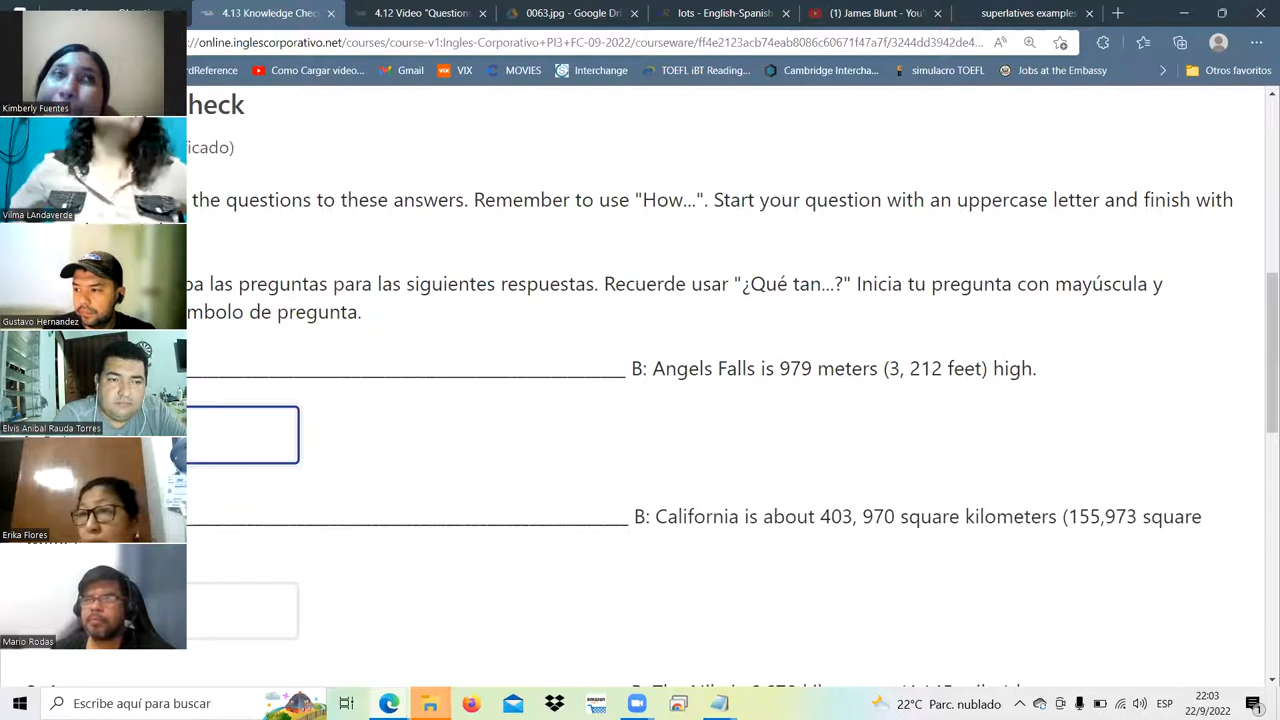 4.13 Knowledge Che
4.12 Video "Question:
0063.jpg - Google Dri
lots - English-Spanish
(1) James Blunt - You'
superlatives examples
//online.inglescorporativo.net/courses/course-v1:Ingles-Corporativo+PI3+FC-09-2022/courseware/ff4e2123acb74eab8086c60671f47a7f/3244dd3942de4...
rdReference
Como Cargar video...
Gmail
VIX
MOVIES
Interchange
TOEFL iBT Reading...
Cambridge Intercha...
simulacro TOEFL
Jobs at the Embassy
Otros favoritos
Kimberly Fuentes
heck
ificado)
Vilma LAndaverde
the questions to these answers. Remember to use "How...". Start your question with an uppercase letter and finish with
ba las preguntas para las siguientes respuestas. Recuerde usar "¿Qué tan...?" Inicia tu pregunta con mayúscula y
mbolo de pregunta.
Gustavo Hernandez
B: Angels Falls is 979 meters (3, 212 feet) high.
Elvis Anibal Rauda Torres
B: California is about 403, 970 square kilometers (155,973 square
Erika Flores
Mario Rodas
Escribe aquí para buscar
22°C Parc. nublado
ESP
22:03
22/9/2022